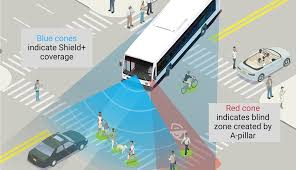 Blue cones
indicate Shield+
coverage
Red cone
indicates blind
zone created by
A-pillar